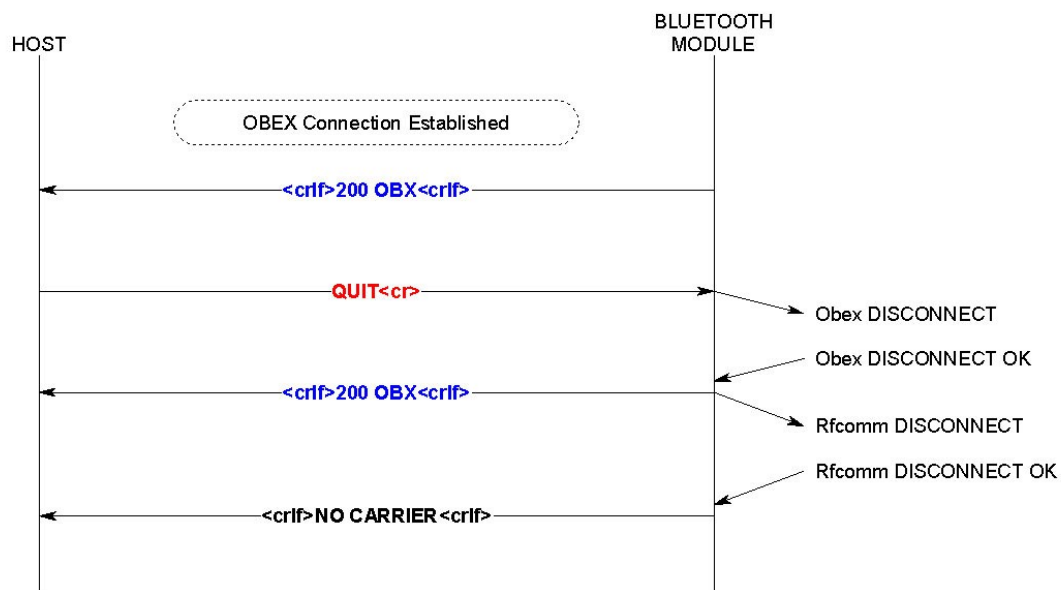 HOST
BLUETOOTH
MODULE
OBEX Connection Established
<crlf>200 OBX<crlf>
QUIT<cr>
Obex DISCONNECT
Obex DISCONNECT OK
<crlf>200 OBX<crlf>
Rfcomm DISCONNECT
Rfcomm DISCONNECT OK
<crlf>NO CARRIER<crlf>